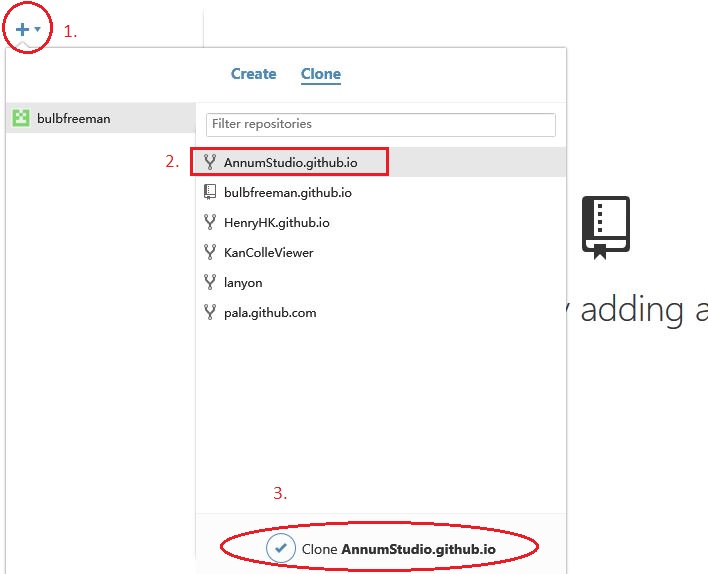 1.
Create Clone
bulbfreeman
Filter repositories
2.
AnnumStudio.github.io
bulbfreeman.github.io
HenryHK.github.io
KanColleViewer
lanyon
pala.github.com
adding a
3.
Clone AnnumStudio.github.io